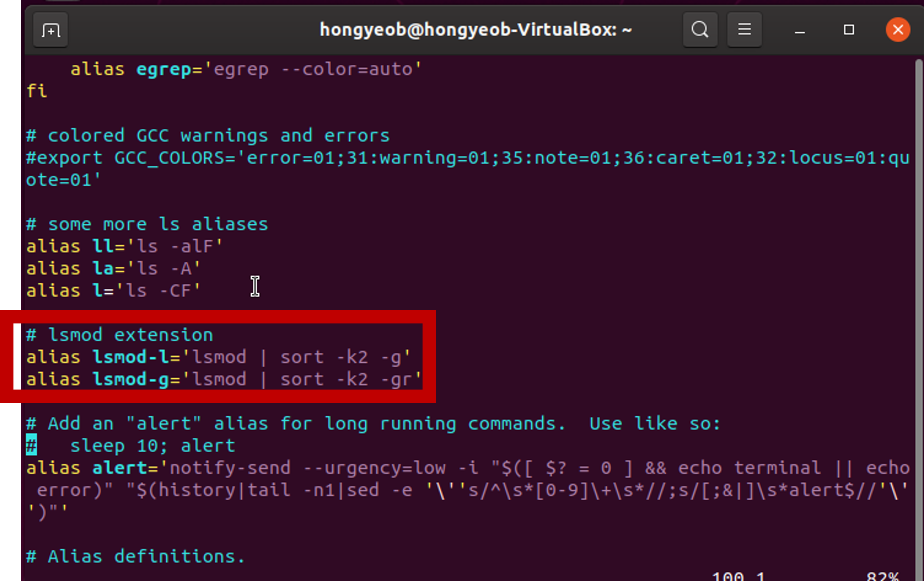 hongyeob@hongyeob-VirtualBox: ~
    alias egrep='egrep --color=auto'
fi
# colored GCC warnings and errors
#export GCC_COLORS='error=01;31:warning=01;35:note=01;36:caret=01;32:locus=01:qu
ote=01'
# some more ls aliases
alias ll='ls -alF'
alias la='ls -A'
alias l='ls -CF'
# lsmod extension
alias lsmod-l='lsmod | sort -k2 -g'
alias lsmod-g='lsmod | sort -k2 -gr'
# Add an "alert" alias for long running commands.  Use like so:
#   sleep 10; alert
alias alert='notify-send --urgency=low -i "$([ $? = 0 ] && echo terminal || echo
 error)" "$(history|tail -n1|sed -e '\''s/^\s*[0-9]\+\s*//;s/[;&|]\s*alert$//'\'
')"'
# Alias definitions.
100,1 82%